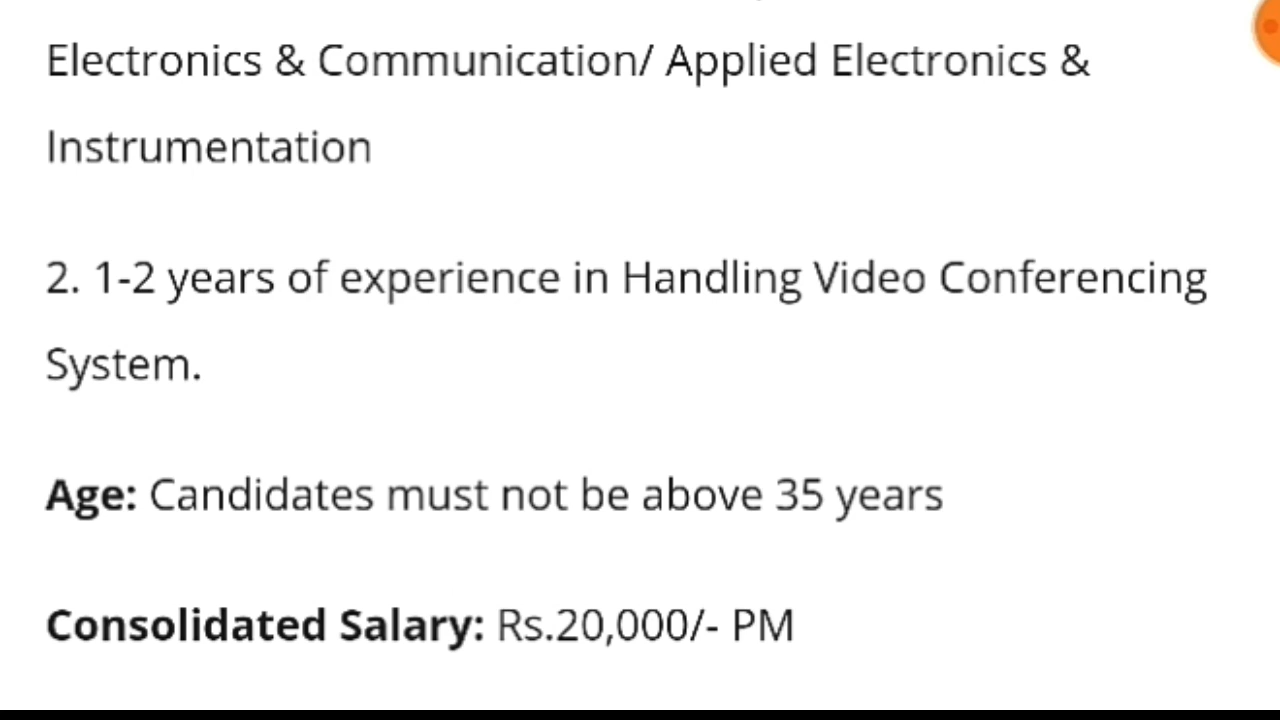 Electronics & Communication/ Applied Electronics &
Instrumentation
2. 1-2 years of experience in Handling Video Conferencing
System.
Age: Candidates must not be above 35 years
Consolidated Salary: Rs.20,000/- PM